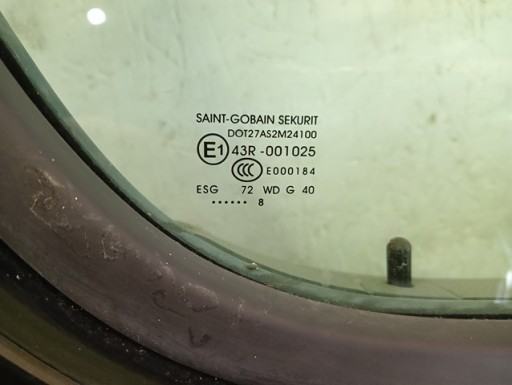 SAINT-GOBAIN SEKURIT
DOT27AS2M24100
E1 43R -001025
CCC E000184
ESG 72 WD G 40
...... 8